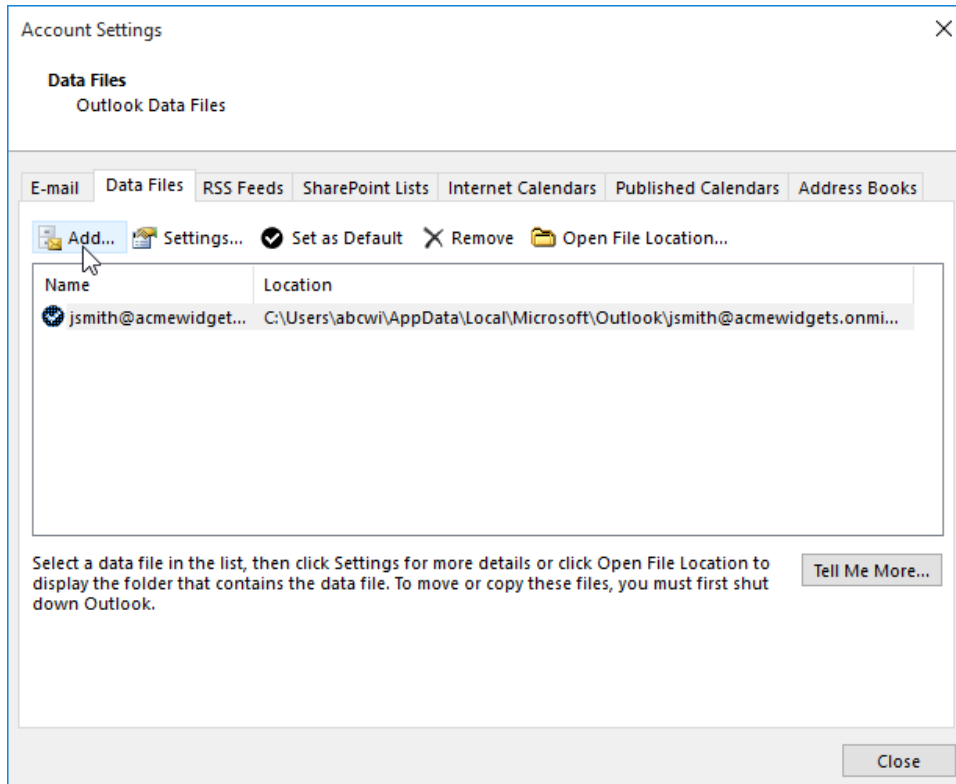 Account Settings
Data Files
Outlook Data Files
E-mail Data Files RSS Feeds SharePoint Lists Internet Calendars Published Calendars Address Books
Add... Settings... Set as Default Remove Open File Location...
Name Location
jsmith@acmewidget... C:\Users\abcwi\AppData\Local\Microsoft\Outlook\jsmith@acmewidgets.onmi...
Select a data file in the list, then click Settings for more details or click Open File Location to
display the folder that contains the data file. To move or copy these files, you must first shut
down Outlook.
Tell Me More...
Close